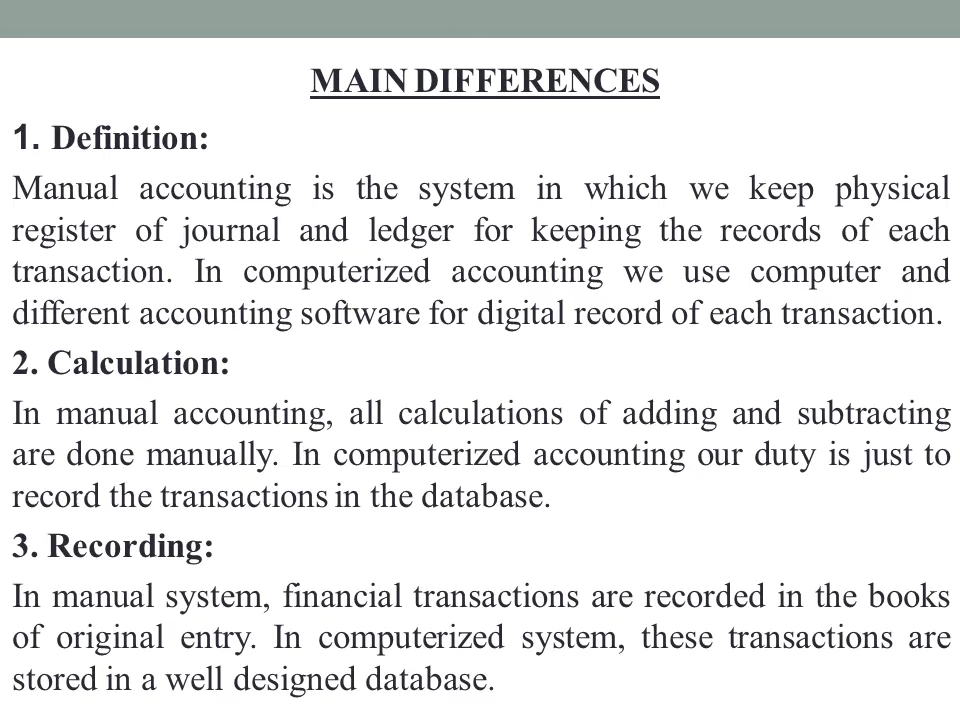 MAIN DIFFERENCES
1. Definition:
Manual accounting is the system in which we keep physical
register of journal and ledger for keeping the records of each
transaction. In computerized accounting we use computer and
different accounting software for digital record of each transaction.
2. Calculation:
In manual accounting, all calculations of adding and subtracting
are done manually. In computerized accounting our duty is just to
record the transactions in the database.
3. Recording:
In manual system, financial transactions are recorded in the books
of original entry. In computerized system, these transactions are
stored in a well designed database.